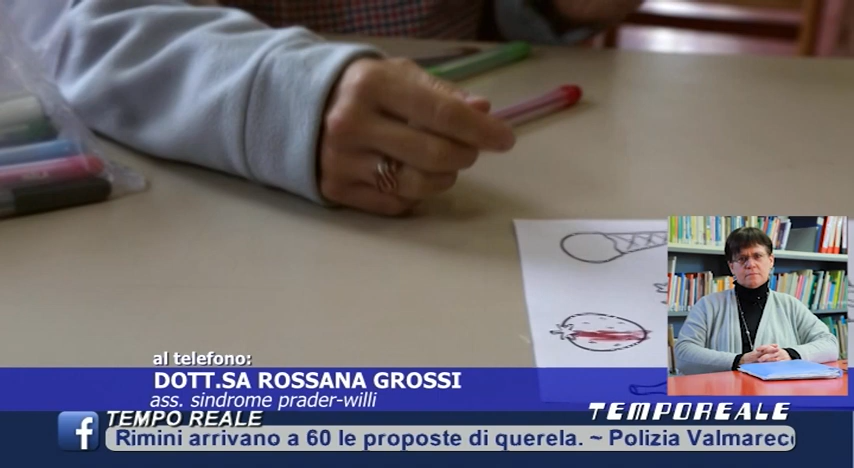 al telefono:
DOTT.SA ROSSANA GROSSI
ass. sindrome prader-willi
TEMPOREALE
f TEMPO REALE
Rimini arrivano a 60 le proposte di querela. ~ Polizia Valmarecc